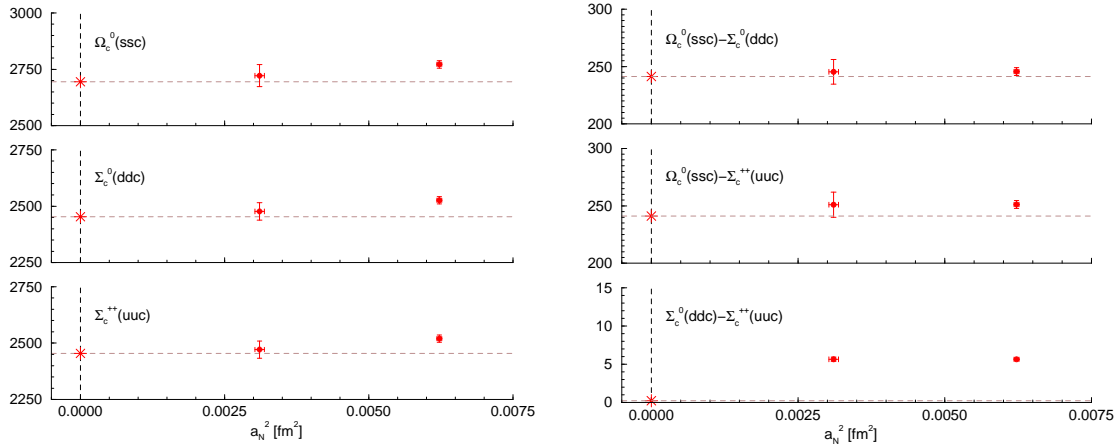 3000
2750
2500
Ω_c^0(ssc)
2750
2500
2250
Σ_c^0(ddc)
2750
2500
2250
Σ_c^++(uuc)
0.0000 0.0025 0.0050 0.0075
a_N^2 [fm^2]
300
250
200
Ω_c^0(ssc)−Σ_c^0(ddc)
300
250
200
Ω_c^0(ssc)−Σ_c^++(uuc)
15
10
5
0
Σ_c^0(ddc)−Σ_c^++(uuc)
0.0000 0.0025 0.0050 0.0075
a_N^2 [fm^2]